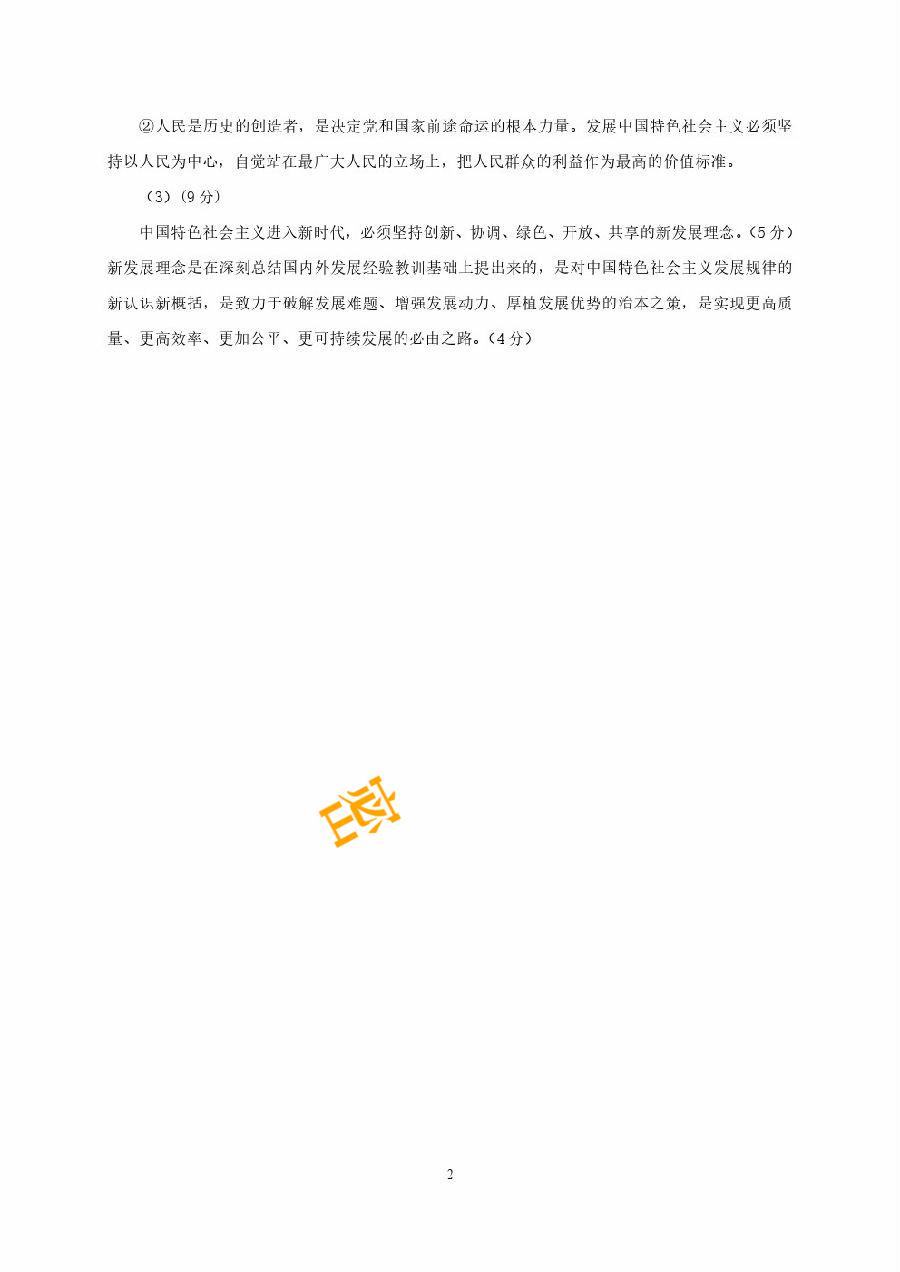 ②人民是历史的创造者，是决定党和国家前途命运的根本力量。发展中国特色社会主义必须坚
持以人民为中心，自觉站在最广大人民的立场上，把人民群众的利益作为最高的价值标准。
（3）(9 分)
中国特色社会主义进入新时代，必须坚持创新、协调、绿色、开放、共享的新发展理念。（5 分）
新发展理念是在深刻总结国内外发展经验教训基础上提出来的，是对中国特色社会主义发展规律的
新认识新概括，是致力于破解发展难题、增强发展动力、厚植发展优势的治本之策，是实现更高质
量、更高效率、更加公平、更可持续发展的必由之路。（4 分）
密
2